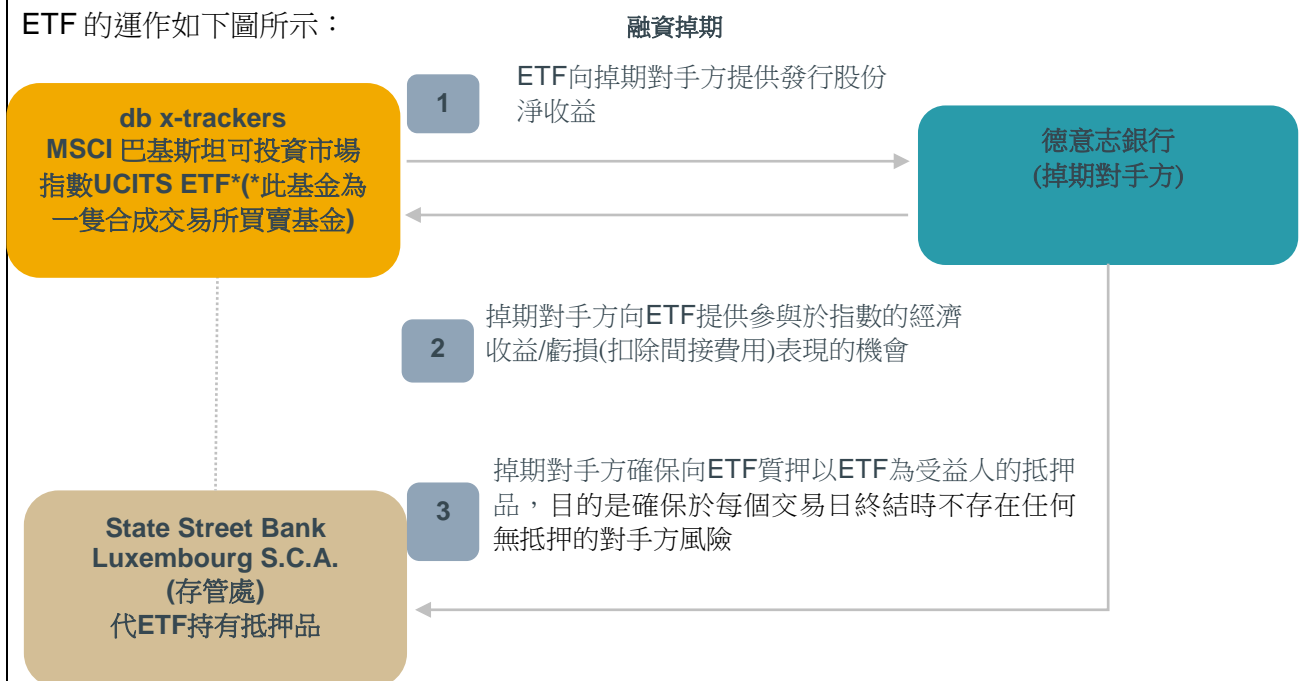 ETF 的運作如下圖所示：
融資掉期
1
ETF向掉期對手方提供發行股份
淨收益
db x-trackers
MSCI 巴基斯坦可投資市場
指數UCITS ETF*(*此基金為
一隻合成交易所買賣基金)
德意志銀行
(掉期對手方)
2
掉期對手方向ETF提供參與於指數的經濟
收益/虧損(扣除間接費用)表現的機會
3
掉期對手方確保向ETF質押以ETF為受益人的抵押
品，目的是確保於每個交易日終結時不存在任何
無抵押的對手方風險
State Street Bank
Luxembourg S.C.A.
(存管處)
代ETF持有抵押品